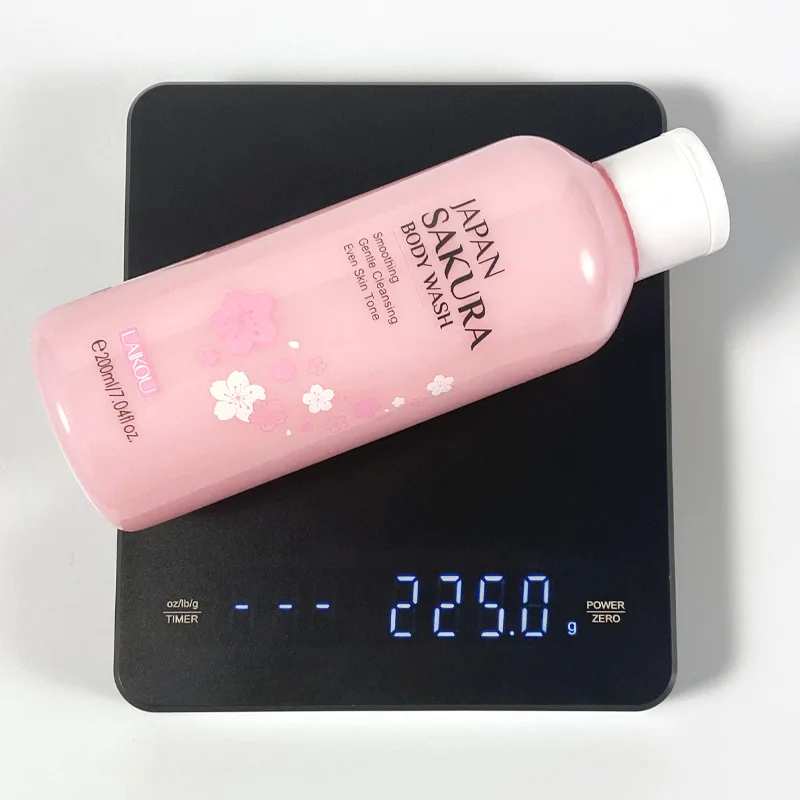 JAPAN
SAKURA
BODY WASH
Smoothing
Gentle Cleansing
Even Skin Tone
LAIKOU
℮200ml/7.04fl oz.
oz/lb/g
TIMER
- - -
225.0 g
POWER
ZERO